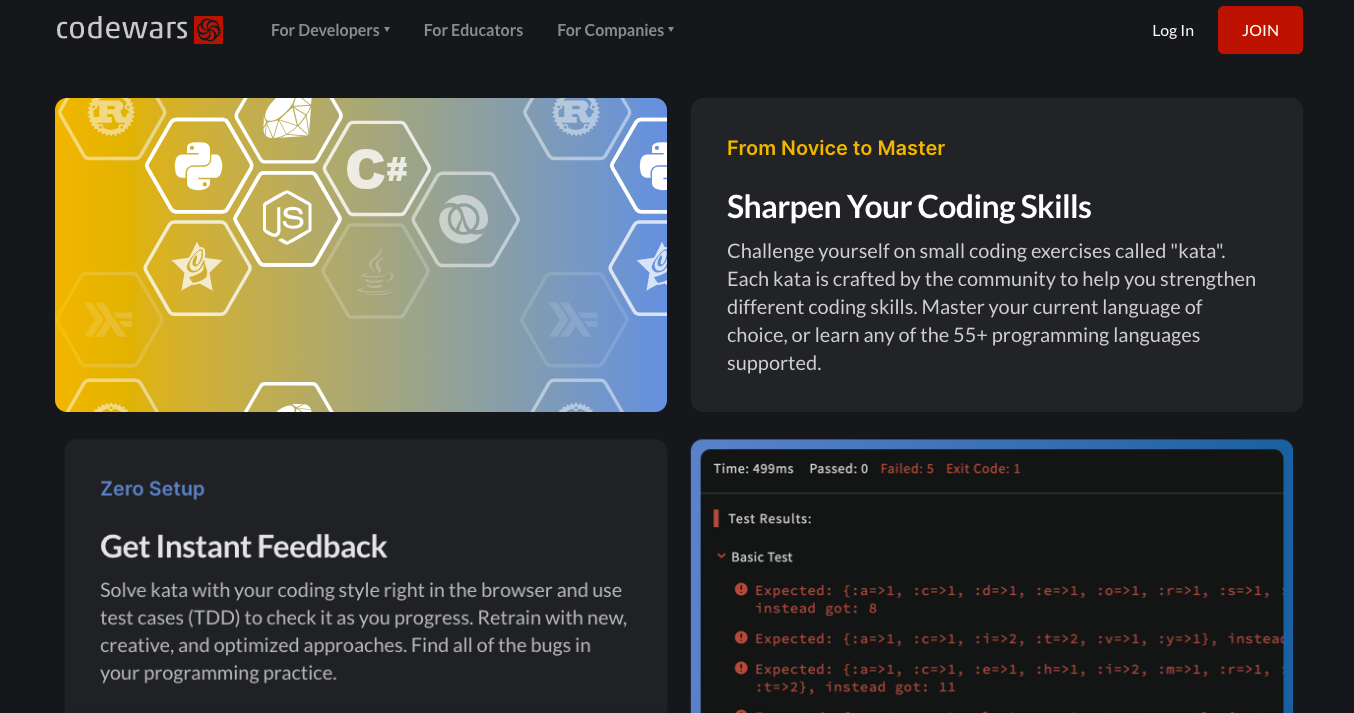 codewars
For Developers
For Educators
For Companies
Log In
JOIN
C#
JS
From Novice to Master
Sharpen Your Coding Skills
Challenge yourself on small coding exercises called "kata".
Each kata is crafted by the community to help you strengthen
different coding skills. Master your current language of
choice, or learn any of the 55+ programming languages
supported.
Zero Setup
Get Instant Feedback
Solve kata with your coding style right in the browser and use
test cases (TDD) to check it as you progress. Retrain with new,
creative, and optimized approaches. Find all of the bugs in
your programming practice.
Time: 499ms Passed: 0 Failed: 5 Exit Code: 1
Test Results:
Basic Test
Expected: {:a=>1, :c=>1, :d=>1, :e=>1, :o=>1, :r=>1, :s=>1,
instead got: 8
Expected: {:a=>1, :c=>1, :i=>2, :t=>2, :v=>1, :y=>1}, instead
Expected: {:a=>1, :c=>1, :e=>1, :h=>1, :i=>2, :m=>1, :r=>1,
:t=>2}, instead got: 11